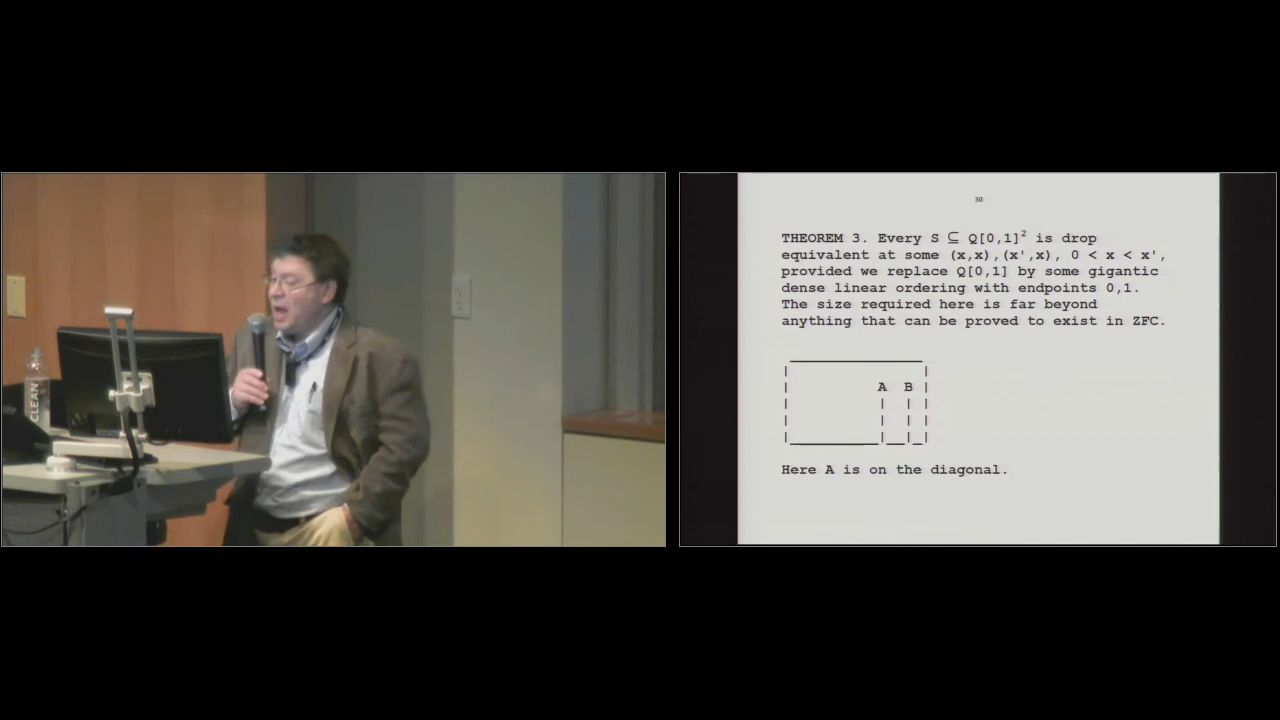 CLEAN
30
THEOREM 3. Every S ⊆ Q[0,1]² is drop
equivalent at some (x,x),(x',x), 0 < x < x',
provided we replace Q[0,1] by some gigantic
dense linear ordering with endpoints 0,1.
The size required here is far beyond
anything that can be proved to exist in ZFC.
A B
Here A is on the diagonal.